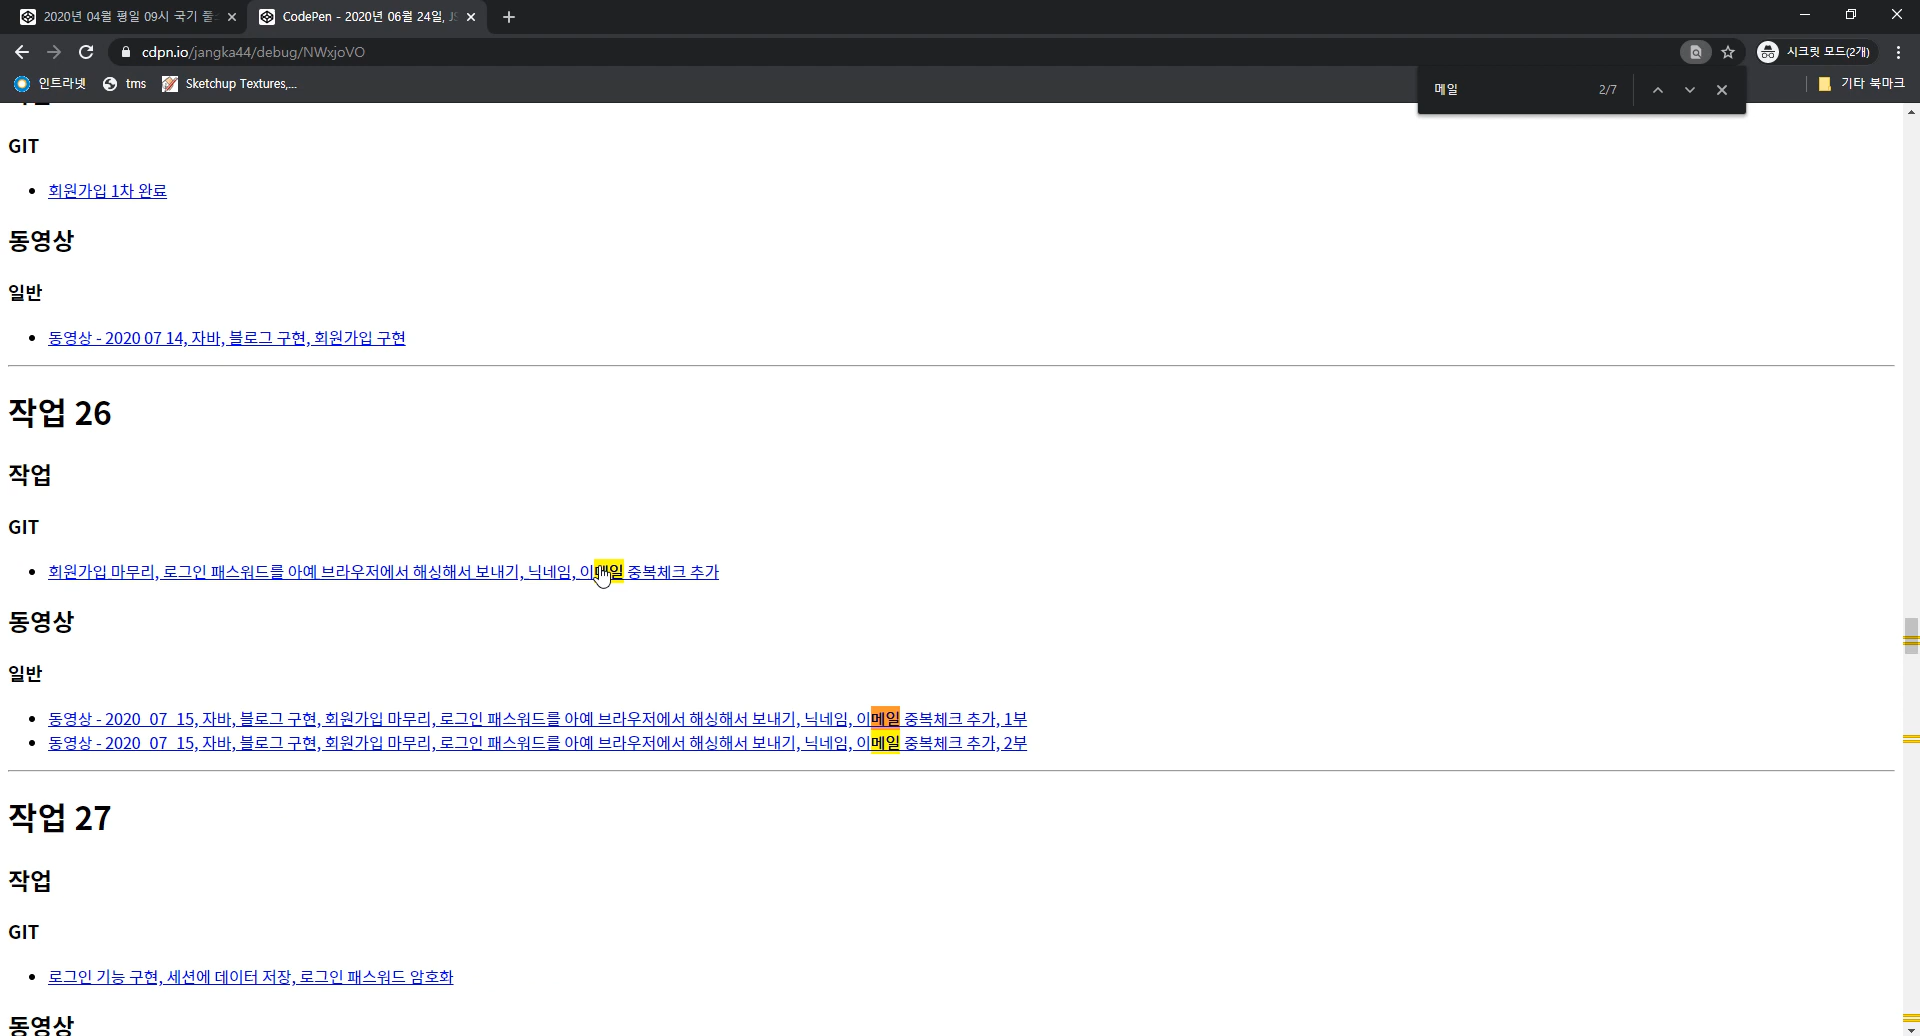 2020년 04월 평일 09시 국기 풀
CodePen - 2020년 06월 24일, JS
cdpn.io/jangka44/debug/NWxjoVO
시크릿 모드(2개)
인트라넷
tms
Sketchup Textures,...
메일
2/7
기타 북마크
GIT
회원가입 1차 완료
동영상
일반
동영상 - 2020 07 14, 자바, 블로그 구현, 회원가입 구현
작업 26
작업
GIT
회원가입 마무리, 로그인 패스워드를 아예 브라우저에서 해싱해서 보내기, 닉네임, 이메일 중복체크 추가
동영상
일반
동영상 - 2020_07_15, 자바, 블로그 구현, 회원가입 마무리, 로그인 패스워드를 아예 브라우저에서 해싱해서 보내기, 닉네임, 이메일 중복체크 추가, 1부
동영상 - 2020_07_15, 자바, 블로그 구현, 회원가입 마무리, 로그인 패스워드를 아예 브라우저에서 해싱해서 보내기, 닉네임, 이메일 중복체크 추가, 2부
작업 27
작업
GIT
로그인 기능 구현, 세션에 데이터 저장, 로그인 패스워드 암호화
동영상